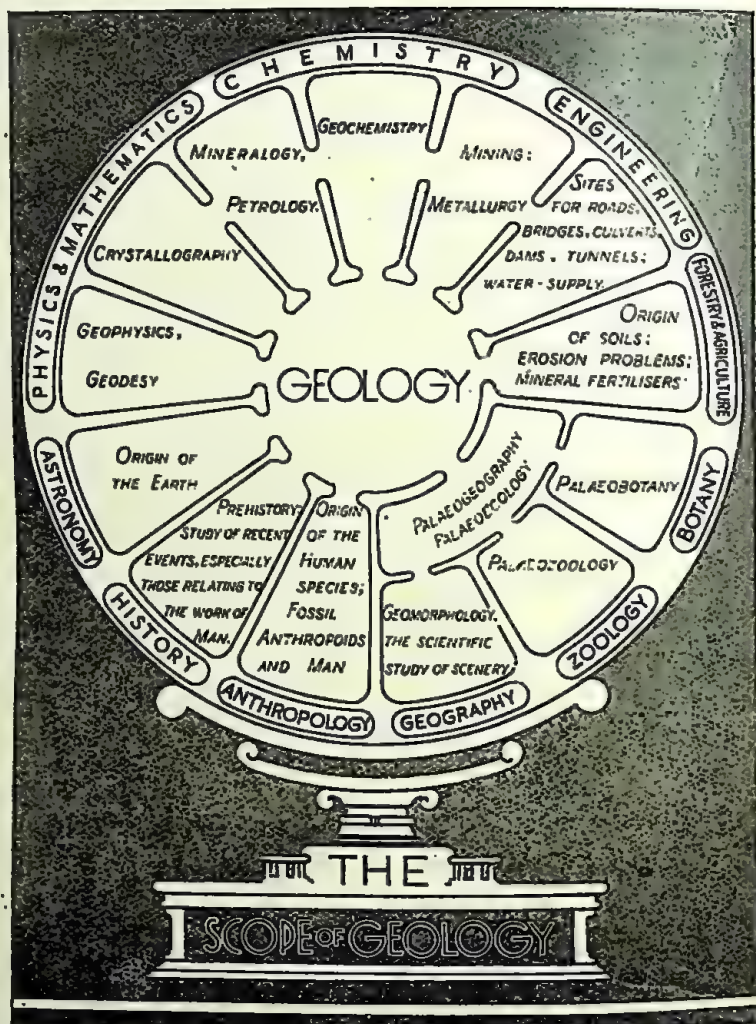 CHEMISTRY
ENGINEERING
FORESTRY & AGRICULTURE
BOTANY
ZOOLOGY
GEOGRAPHY
ANTHROPOLOGY
HISTORY
ASTRONOMY
PHYSICS & MATHEMATICS
GEOCHEMISTRY
MINING:
METALLURGY
SITES
FOR ROADS,
BRIDGES, CULVERTS,
DAMS, TUNNELS;
WATER-SUPPLY.
ORIGIN
OF SOILS;
EROSION PROBLEMS;
MINERAL FERTILISERS
PALAEOBOTANY
PALAEOZOOLOGY
PALAEOGEOGRAPHY
PALAEOECOLOGY
GEOMORPHOLOGY,
THE SCIENTIFIC
STUDY OF SCENERY
ORIGIN
OF THE
HUMAN
SPECIES;
FOSSIL
ANTHROPOIDS
AND MAN
PREHISTORY:
STUDY OF RECENT
EVENTS, ESPECIALLY
THOSE RELATING TO
THE WORK OF
MAN.
ORIGIN OF
THE EARTH
GEOPHYSICS,
GEODESY
CRYSTALLOGRAPHY
MINERALOGY,
PETROLOGY.
GEOLOGY
THE
SCOPE OF GEOLOGY